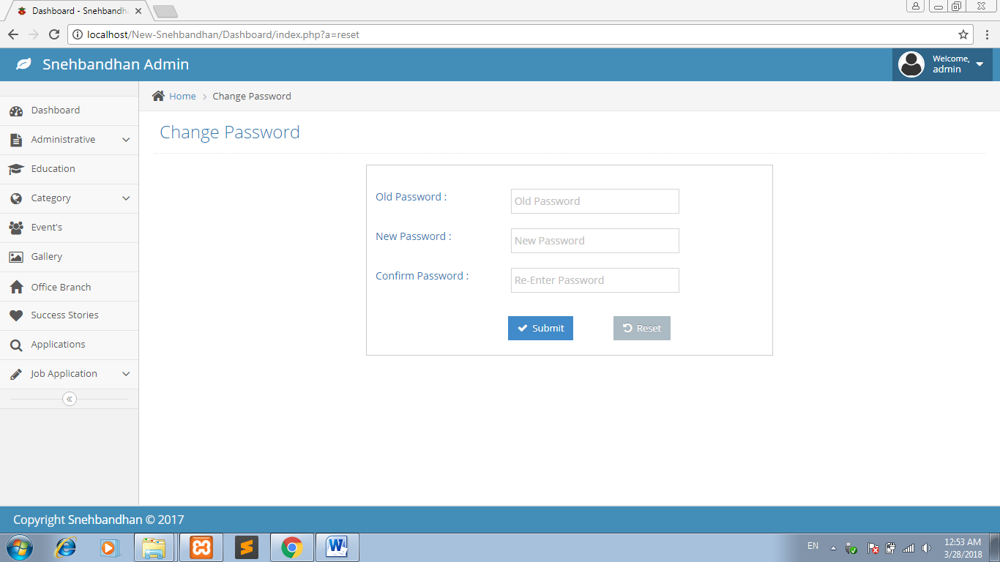 Dashboard - Snehbandh
localhost/New-Snehbandhan/Dashboard/index.php?a=reset
Snehbandhan Admin
Welcome,
admin
Home > Change Password
Dashboard
Administrative
Education
Category
Event's
Gallery
Office Branch
Success Stories
Applications
Job Application
Change Password
Old Password :
Old Password
New Password :
New Password
Confirm Password :
Re-Enter Password
Submit
Reset
Copyright Snehbandhan © 2017
EN
12:53 AM
3/28/2018